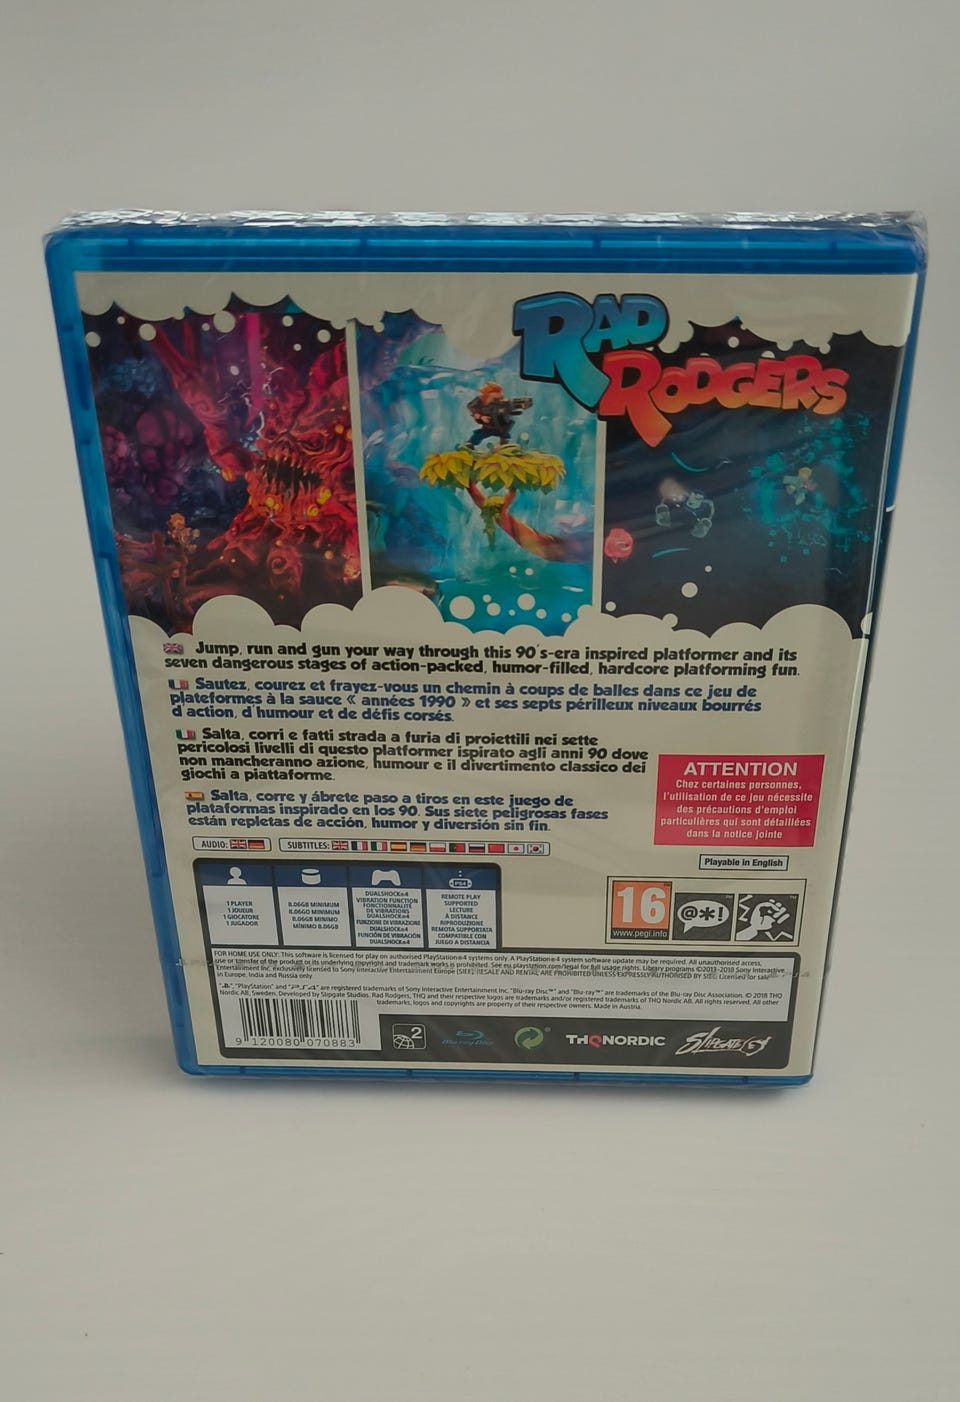 RAD
RODGERS
Jump, run and gun your way through this 90's-era inspired platformer and its
seven dangerous stages of action-packed, humor-filled, hardcore platforming fun.
Sautez, courez et frayez-vous un chemin à coups de balles dans ce jeu de
plateformes à la sauce « années 1990 » et ses septs périlleux niveaux bourrés
d'action, d'humour et de défis corsés.
Salta, corri e fatti strada a furia di proiettili nei sette
pericolosi livelli di questo platformer ispirato agli anni 90 dove
non mancheranno azione, humour e il divertimento classico dei
giochi a piattaforme.
Salta, corre y ábrete paso a tiros en este juego de
plataformas inspirado en los 90. Sus siete peligrosas fases
están repletas de acción, humor y diversión sin fin.
ATTENTION
Chez certaines personnes,
l'utilisation de ce jeu nécessite
des précautions d'emploi
particulières qui sont détaillées
dans la notice jointe
AUDIO:
SUBTITLES:
Playable in English
1 PLAYER
1 JOUEUR
1 GIOCATORE
1 JUGADOR
8.06GB MINIMUM
8.06GO MINIMUM
8.06GB MINIMO
MÍNIMO 8.06GB
DUALSHOCK®4
VIBRATION FUNCTION
FONCTIONNALITÉ
DE VIBRATIONS
DUALSHOCK®4
FUNZIONE DI VIBRAZIONE
DUALSHOCK®4
FUNCIÓN DE VIBRACIÓN
DUALSHOCK®4
PS4
REMOTE PLAY
SUPPORTED
LECTURE
À DISTANCE
RIPRODUZIONE
REMOTA SUPPORTATA
COMPATIBLE CON
JUEGO A DISTANCIA
16
www.pegi.info
@*!
FOR HOME USE ONLY: This software is licensed for play on authorised PlayStation®4 systems only. A PlayStation®4 system software update may be required. All unauthorised access,
use or transfer of the product or its underlying copyright and trademark works is prohibited. See eu.playstation.com/legal for full usage rights. Library programs ©2013-2018 Sony Interactive
Entertainment Inc. exclusively licensed to Sony Interactive Entertainment Europe (SIEE). RESALE AND RENTAL ARE PROHIBITED UNLESS EXPRESSLY AUTHORISED BY SIEE. Licensed for sale
in Europe, India and Russia only.
"PlayStation" and "PS4" are registered trademarks of Sony Interactive Entertainment Inc. "Blu-ray Disc™" and "Blu-ray™" are trademarks of the Blu-ray Disc Association. © 2018 THQ
Nordic AB, Sweden. Developed by Slipgate Studios. Rad Rodgers, THQ and their respective logos are trademarks and/or registered trademarks of THQ Nordic AB. All rights reserved. All other
trademarks, logos and copyrights are property of their respective owners. Made in Austria.
9 120080 070883
2
Blu-ray Disc
THQ NORDIC
SLIPGATE